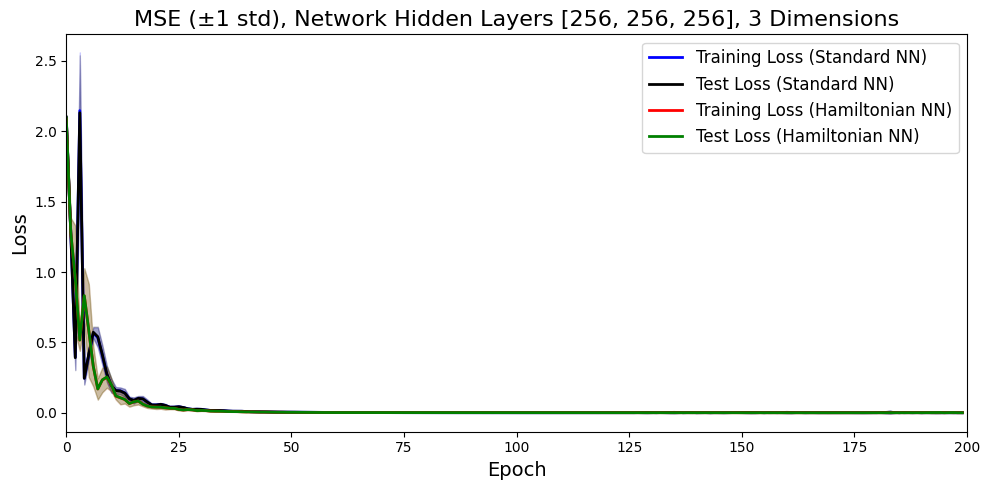 MSE (±1 std), Network Hidden Layers [256, 256, 256], 3 Dimensions
Training Loss (Standard NN)
Test Loss (Standard NN)
Training Loss (Hamiltonian NN)
Test Loss (Hamiltonian NN)
Loss
2.5
2.0
1.5
1.0
0.5
0.0
0 25 50 75 100 125 150 175 200
Epoch